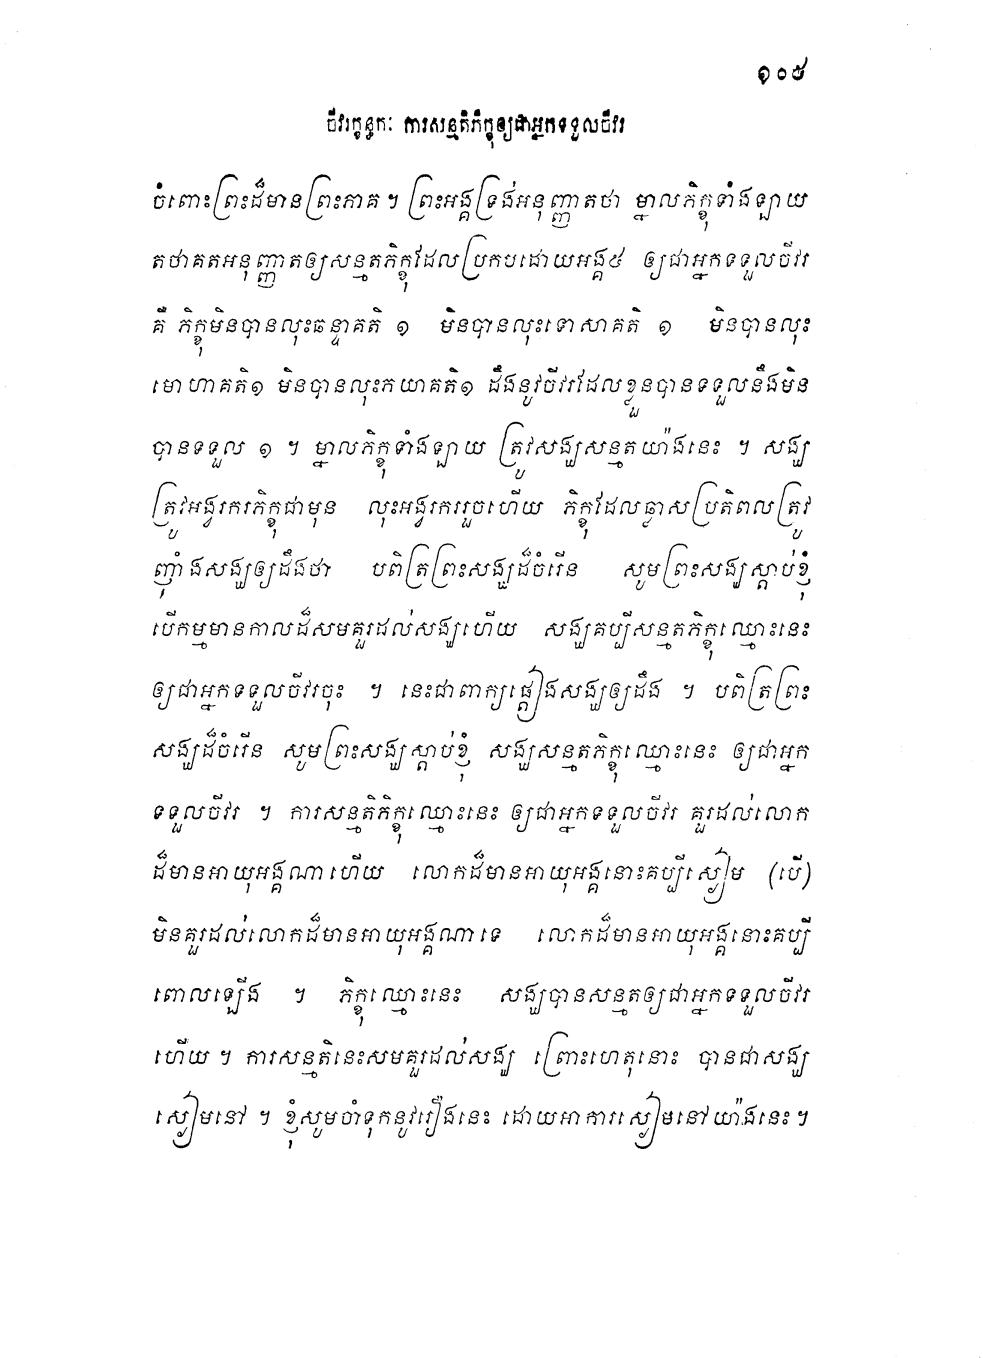 ១០៥
ចីវរក្ខន្ធកៈ ការសន្មតិភិក្ខុឲ្យជាអ្នកទទួលចីវរ
ចំពោះព្រះដ៏មានព្រះភាគ។ ព្រះអង្គទ្រង់អនុញ្ញាតថា ម្នាលភិក្ខុទាំងឡាយ
តថាគតអនុញ្ញាតឲ្យសន្មតភិក្ខុដែលប្រកបដោយអង្គ៥ ឲ្យជាអ្នកទទួលចីវរ
គឺ ភិក្ខុមិនបានលុះឆន្ទាគតិ ១ មិនបានលុះទោសាគតិ ១ មិនបានលុះ
មោហាគតិ១ មិនបានលុះភយាគតិ១ ដឹងនូវចីវរដែលខ្លួនបានទទួលនឹងមិន
បានទទួល ១ ។ ម្នាលភិក្ខុទាំងឡាយ ត្រូវសង្ឃសន្មតយ៉ាងនេះ ។ សង្ឃ
ត្រូវអង្វរករភិក្ខុជាមុន លុះអង្វរកររួចហើយ ភិក្ខុដែលឆ្លាសប្រតិពលត្រូវ
ញ៉ាំងសង្ឃឲ្យដឹងថា បពិត្រព្រះសង្ឃដ៏ចំរើន សូមព្រះសង្ឃស្តាប់ខ្ញុំ
បើកម្មមានកាលដ៏សមគួរដល់សង្ឃហើយ សង្ឃគប្បីសន្មតភិក្ខុឈ្មោះនេះ
ឲ្យជាអ្នកទទួលចីវរចុះ ។ នេះជាពាក្យផ្តៀងសង្ឃឲ្យដឹង ។ បពិត្រព្រះ
សង្ឃដ៏ចំរើន សូមព្រះសង្ឃស្តាប់ខ្ញុំ សង្ឃសន្មតភិក្ខុឈ្មោះនេះ ឲ្យជាអ្នក
ទទួលចីវរ ។ ការសន្មតិភិក្ខុឈ្មោះនេះ ឲ្យជាអ្នកទទួលចីវរ គួរដល់លោក
ដ៏មានអាយុអង្គណាហើយ លោកដ៏មានអាយុអង្គនោះគប្បីស្ងៀម (បើ)
មិនគួរដល់លោកដ៏មានអាយុអង្គណាទេ លោកដ៏មានអាយុអង្គនោះគប្បី
ពោលឡើង ។ ភិក្ខុឈ្មោះនេះ សង្ឃបានសន្មតឲ្យជាអ្នកទទួលចីវរ
ហើយ ។ ការសន្មតិនេះសមគួរដល់សង្ឃ ព្រោះហេតុនោះ បានជាសង្ឃ
ស្ងៀមនៅ ។ ខ្ញុំសូមចាំទុកនូវរឿងនេះ ដោយអាការស្ងៀមនៅយ៉ាងនេះ។